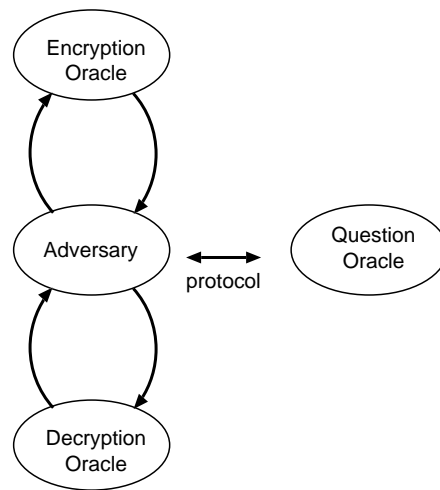 Encryption
Oracle
Adversary
Question
Oracle
protocol
Decryption
Oracle